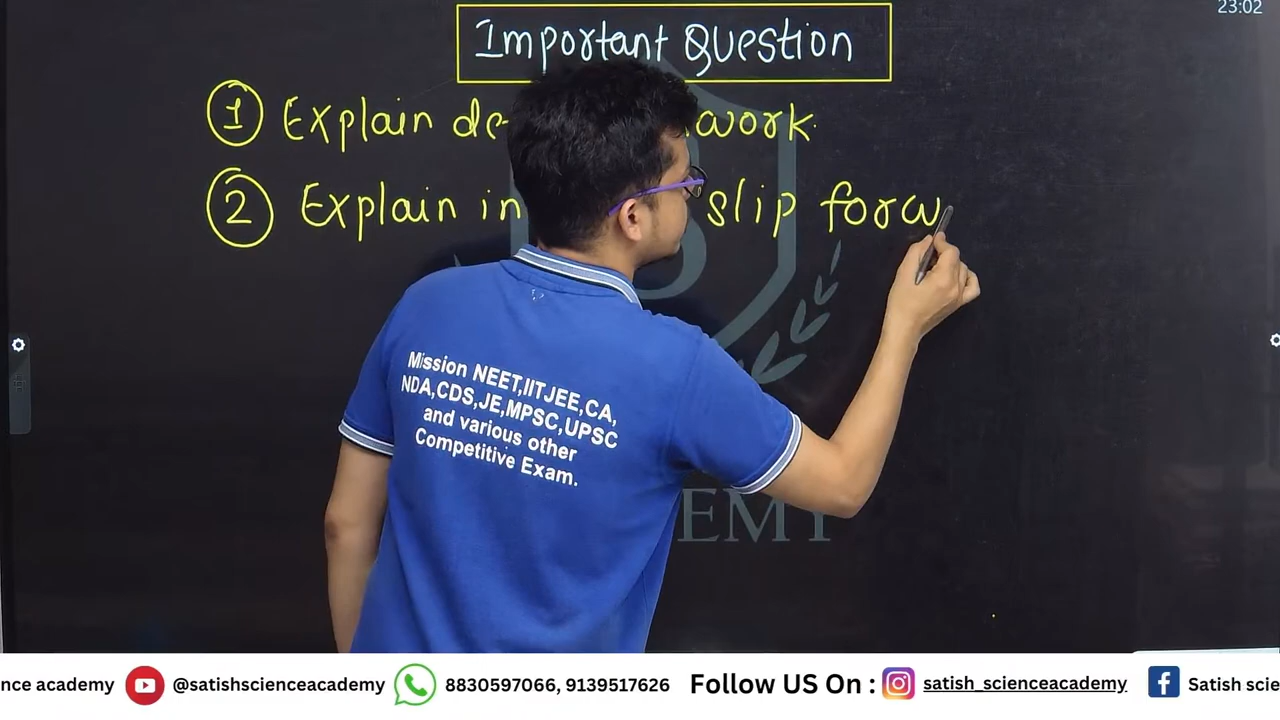 23:02
Important Question
1 Explain de work.
2 Explain in slip forw
Mission NEET,IITJEE,CA,
NDA,CDS,JE,MPSC,UPSC
and various other
Competitive Exam.
EMY
nce academy @satishscienceacademy 8830597066, 9139517626 Follow US On : satish_scienceacademy Satish scie